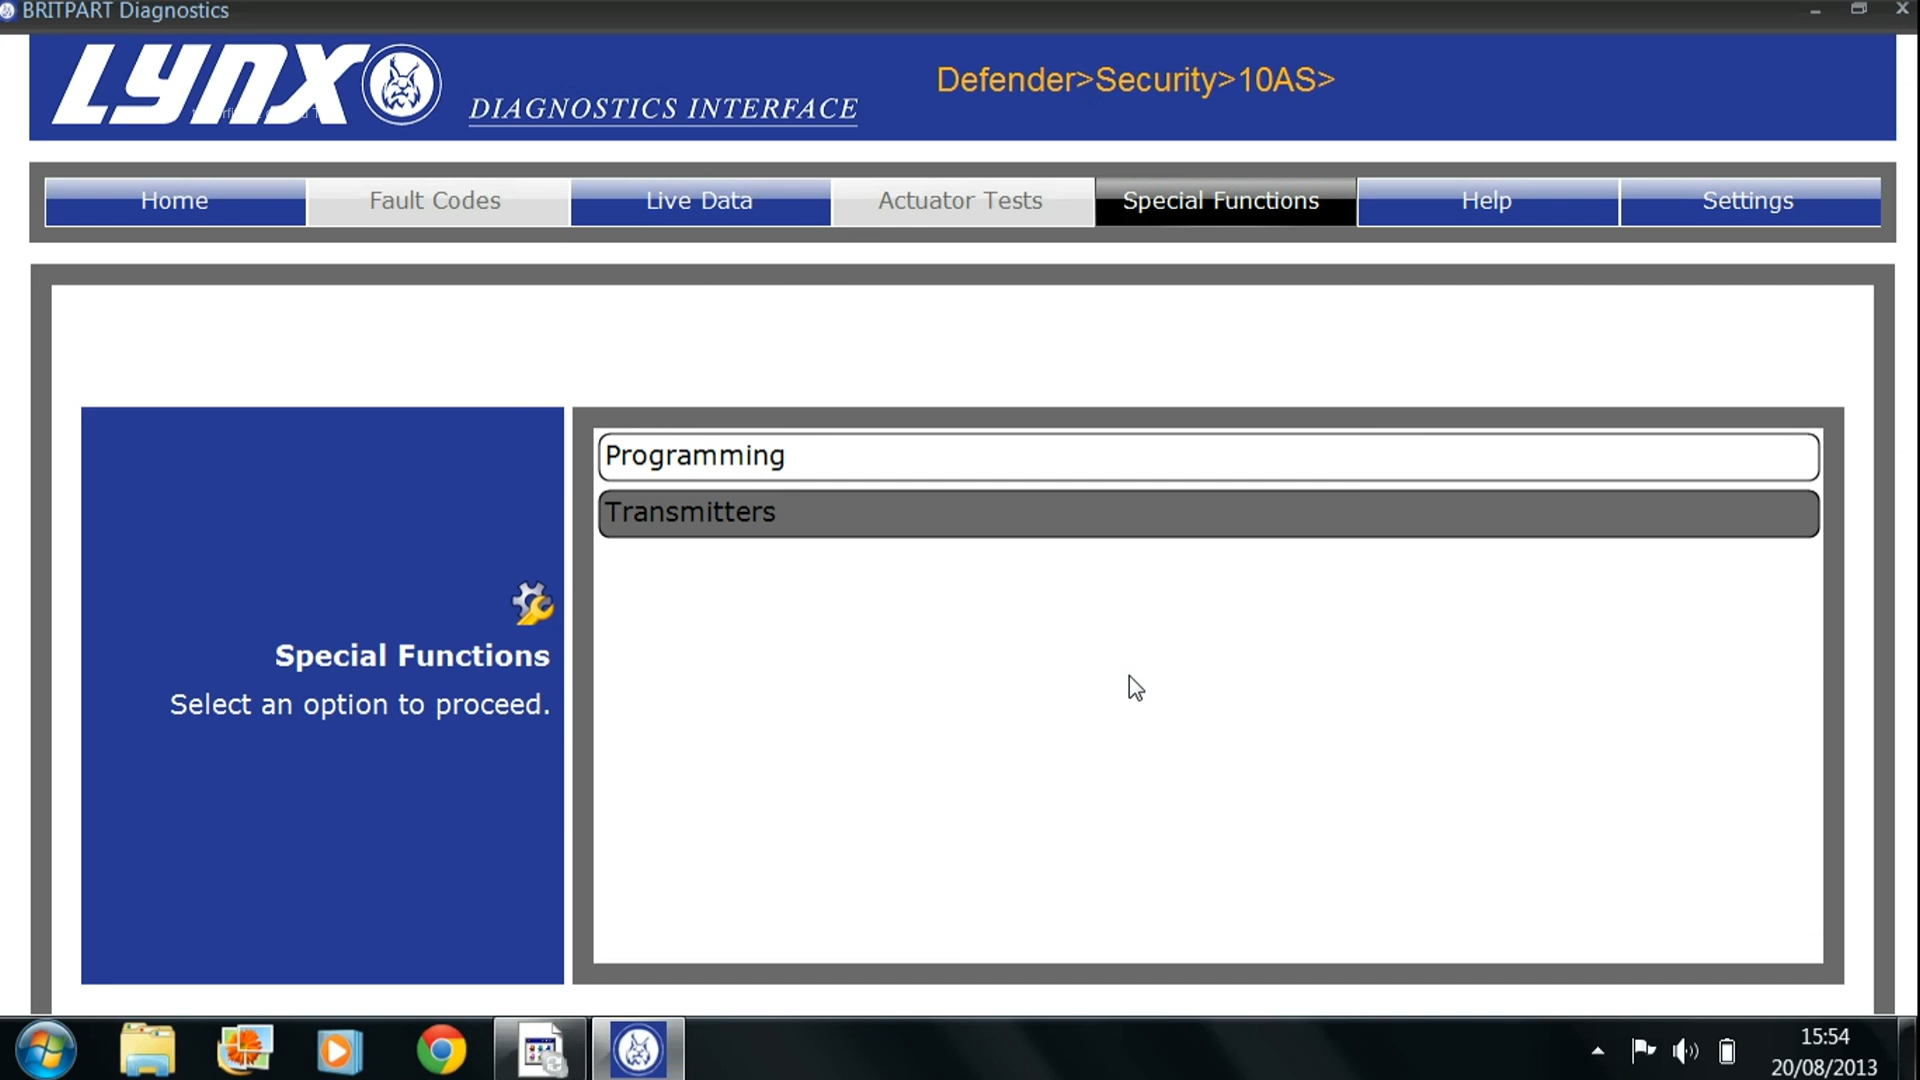 BRITPART Diagnostics
LYNX
DIAGNOSTICS INTERFACE
Defender>Security>10AS>
Home
Fault Codes
Live Data
Actuator Tests
Special Functions
Help
Settings
Programming
Transmitters
Special Functions
Select an option to proceed.
15:54
20/08/2013